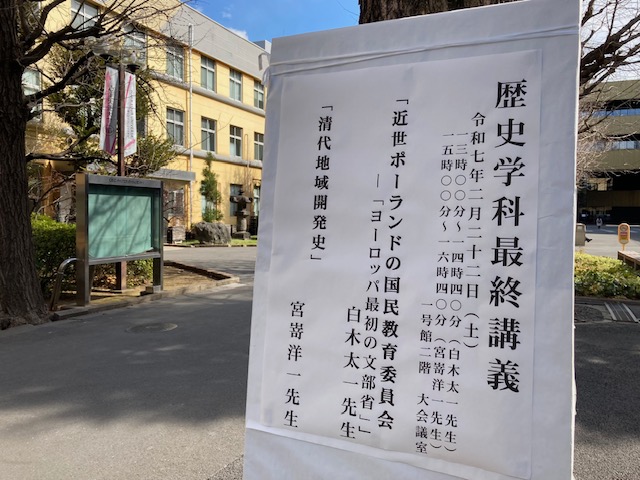 歴史学科最終講義
令和七年二月二十二日（土）
一三時〇〇分～一四時四〇分（白木太一先生）
一五時〇〇分～一六時四〇分（宮嵜洋一先生）
一号館二階　大会議室
「近世ポーランドの国民教育委員会
―「ヨーロッパ最初の文部省」」
白木太一先生
「清代地域開発史」
宮嵜洋一先生